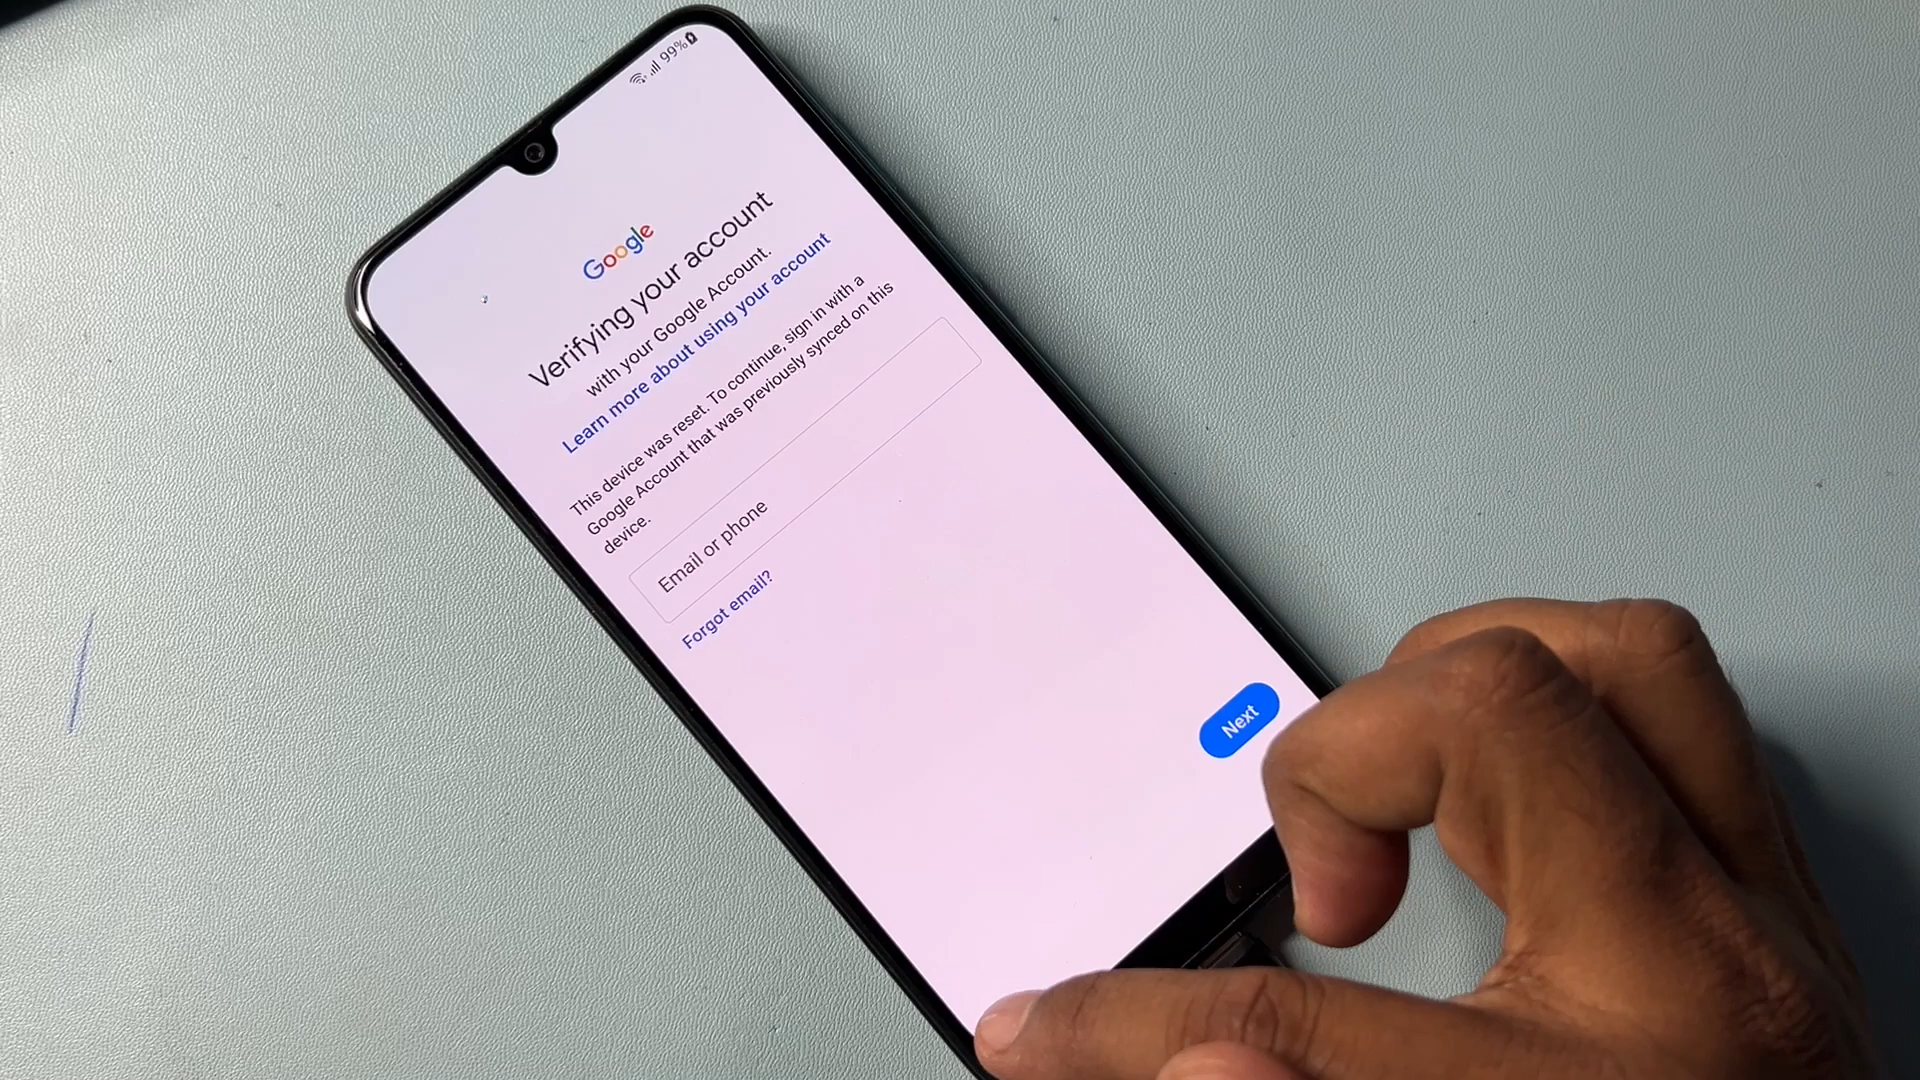 99%
Google
Verifying your account
with your Google Account.
Learn more about using your account
This device was reset. To continue, sign in with a
Google Account that was previously synced on this
device.
Email or phone
Forgot email?
Next